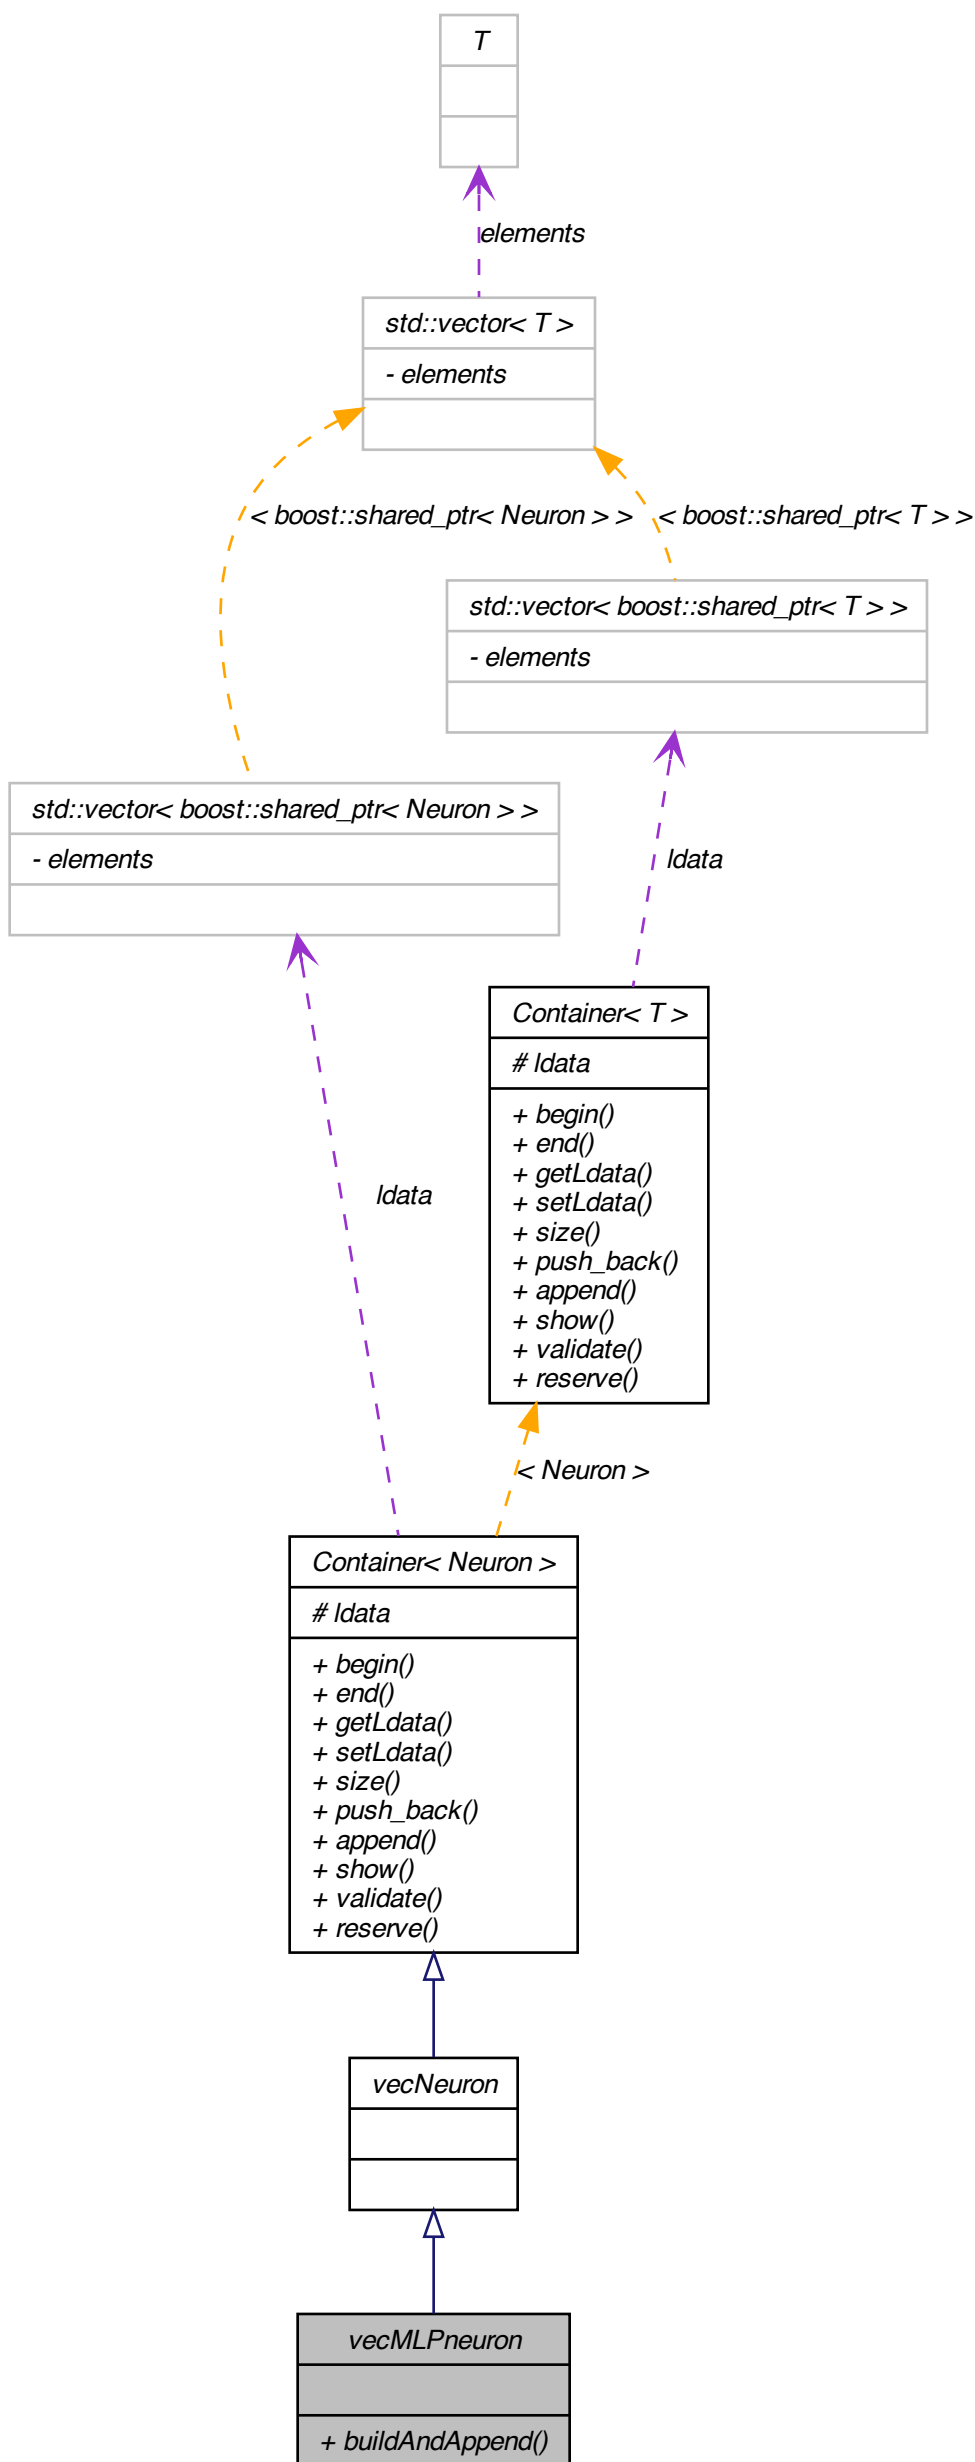 T
elements
std::vector< T >
- elements
< boost::shared_ptr< Neuron > >
< boost::shared_ptr< T > >
std::vector< boost::shared_ptr< T > >
- elements
std::vector< boost::shared_ptr< Neuron > >
- elements
ldata
Container< T >
# ldata
+ begin()
+ end()
+ getLdata()
+ setLdata()
+ size()
+ push_back()
+ append()
+ show()
+ validate()
+ reserve()
ldata
< Neuron >
Container< Neuron >
# ldata
+ begin()
+ end()
+ getLdata()
+ setLdata()
+ size()
+ push_back()
+ append()
+ show()
+ validate()
+ reserve()
vecNeuron
vecMLPneuron
+ buildAndAppend()